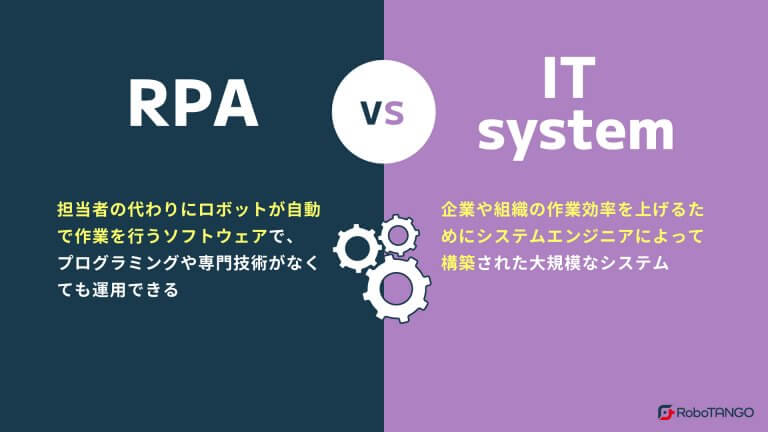 RPA
vs
IT
system
担当者の代わりにロボットが自動
で作業を行うソフトウェアで、
プログラミングや専門技術がなく
ても運用できる
企業や組織の作業効率を上げるた
めにシステムエンジニアによって
構築された大規模なシステム
RoboTANGO